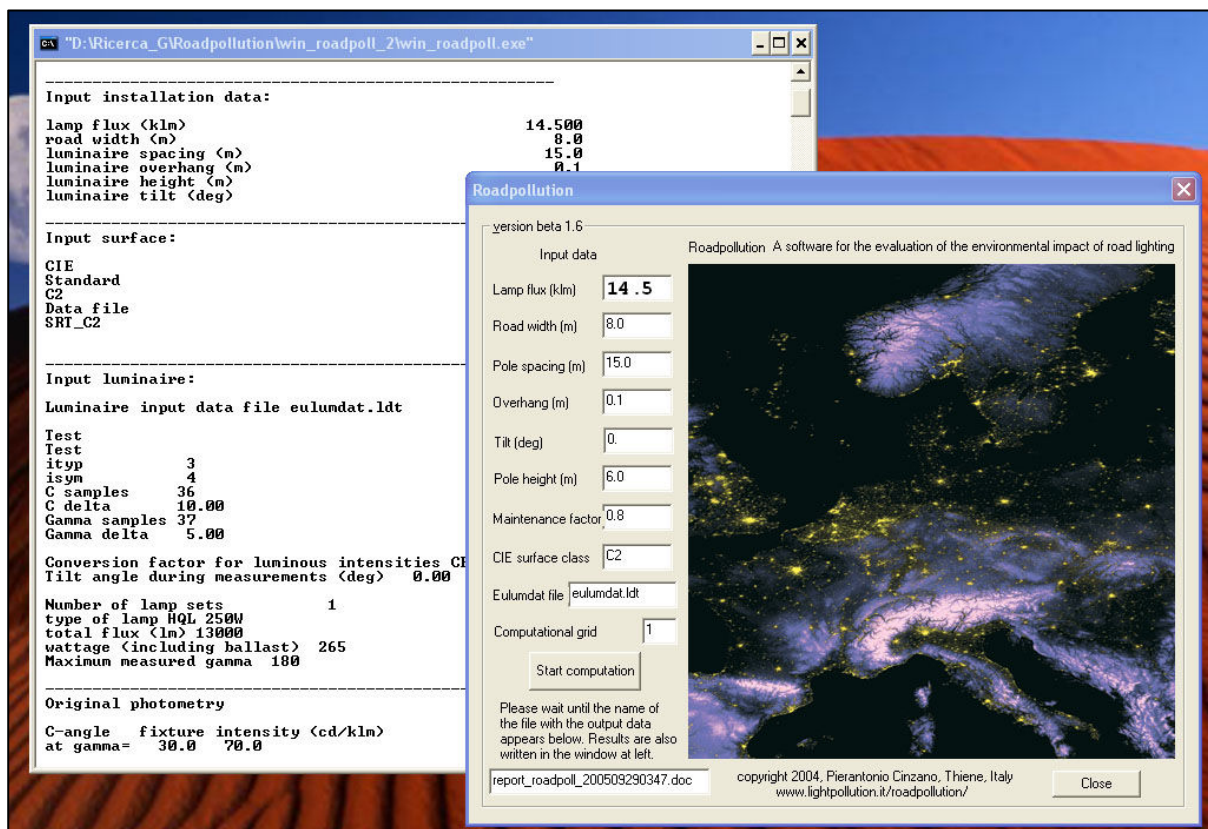 "D:\Ricerca_G\Roadpollution\win_roadpoll_2\win_roadpoll.exe"
Input installation data:
lamp flux (klm) 14.500
road width (m) 8.0
luminaire spacing (m) 15.0
luminaire overhang (m) 0.1
luminaire height (m)
luminaire tilt (deg)
Input surface:
CIE
Standard
C2
Data file
SRT_C2
Input luminaire:
Luminaire input data file eulumdat.ldt
Test
Test
ityp 3
isym 4
C samples 36
C delta 10.00
Gamma samples 37
Gamma delta 5.00
Conversion factor for luminous intensities
Tilt angle during measurements (deg) 0.00
Number of lamp sets 1
type of lamp HQL 250W
total flux (lm) 13000
wattage (including ballast) 265
Maximum measured gamma 180
Original photometry
C-angle fixture intensity (cd/klm)
at gamma= 30.0 70.0
Roadpollution
version beta 1.6
Input data
Lamp flux (klm) 14.5
Road width (m) 8.0
Pole spacing (m) 15.0
Overhang (m) 0.1
Tilt (deg) 0.
Pole height (m) 6.0
Maintenance factor 0.8
CIE surface class C2
Eulumdat file eulumdat.ldt
Computational grid 1
Start computation
Please wait until the name
of the file with the output data
appears below. Results are also
written in the window at left.
report_roadpoll_200509290347.doc
Roadpollution A software for the evaluation of the environmental impact of road lighting
copyright 2004, Pierantonio Cinzano, Thiene, Italy
www.lightpollution.it/roadpollution/
Close